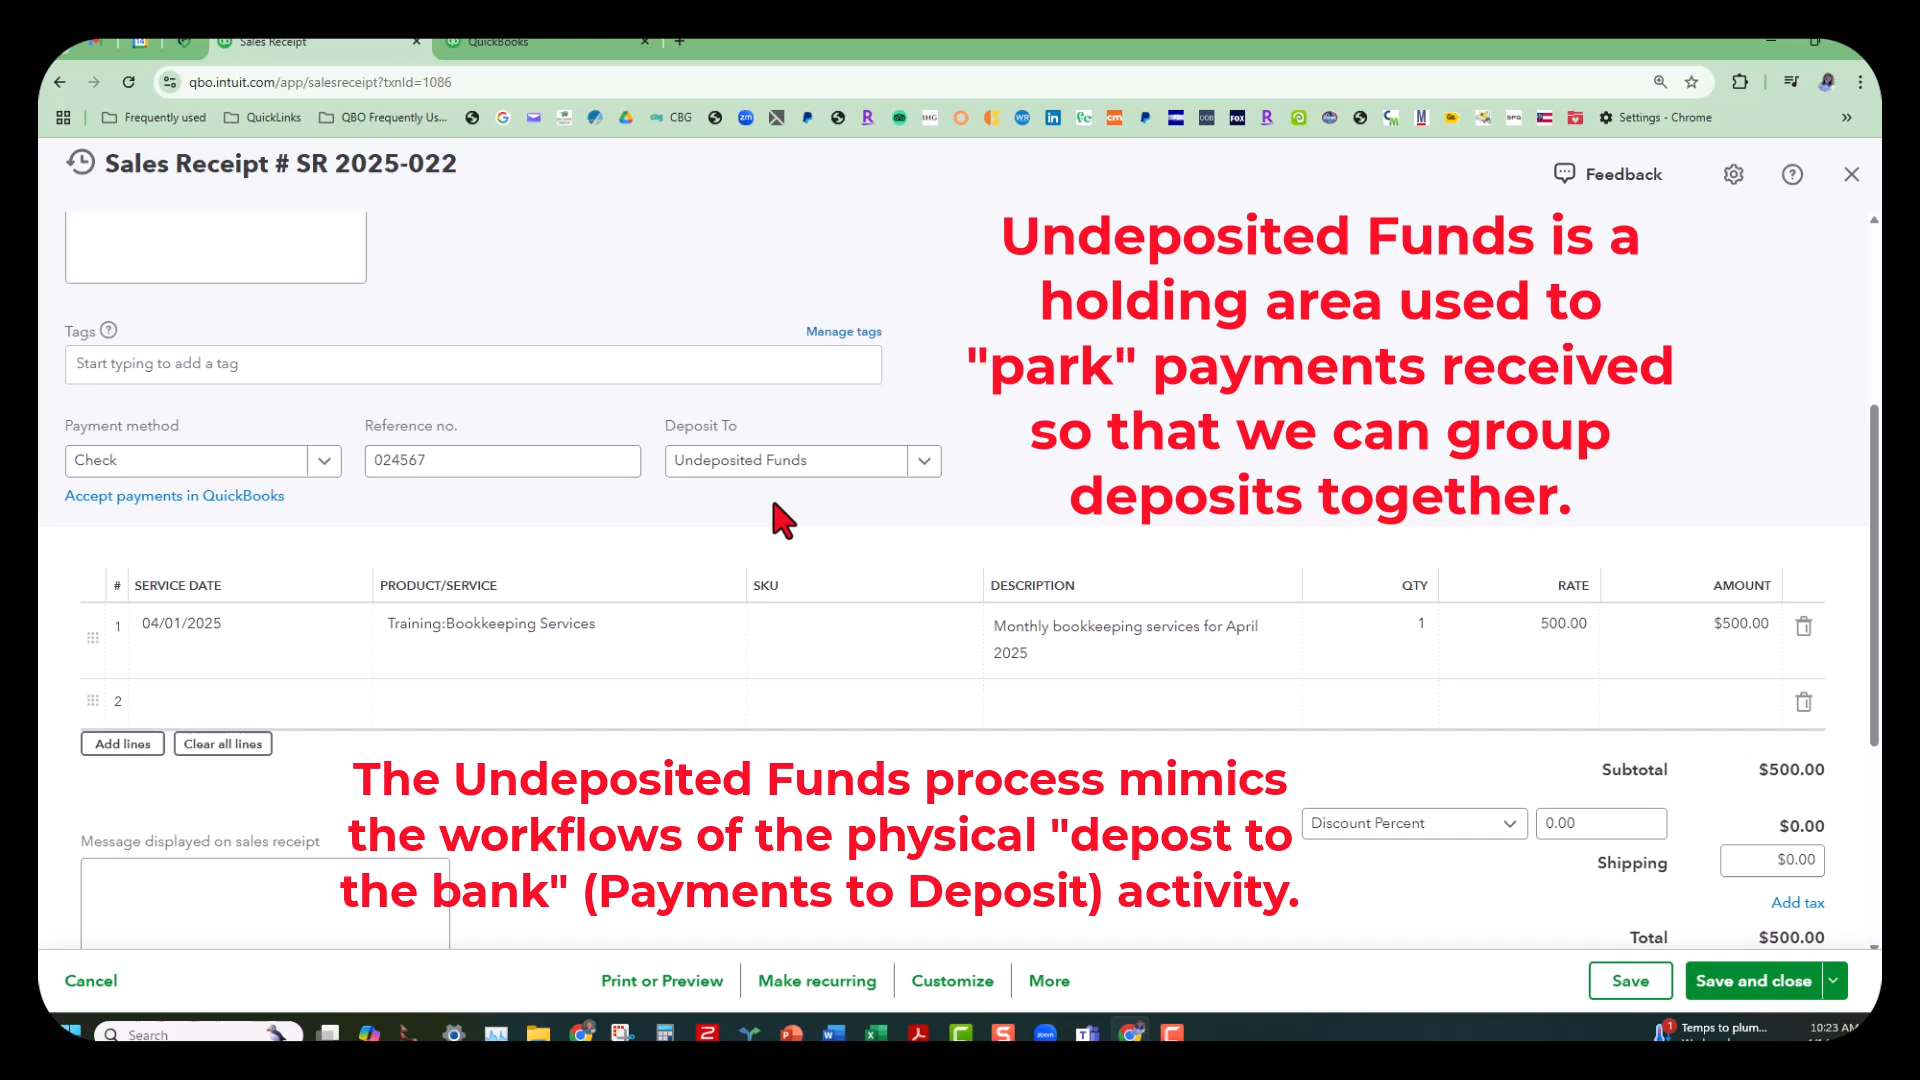 Sales Receipt
QuickBooks
qbo.intuit.com/app/salesreceipt?txnId=1086
Frequently used
QuickLinks
QBO Frequently Us...
CBG
Settings - Chrome
Sales Receipt # SR 2025-022
Feedback
Undeposited Funds is a
holding area used to
"park" payments received
so that we can group
deposits together.
Tags
Manage tags
Start typing to add a tag
Payment method
Reference no.
Deposit To
Check
024567
Undeposited Funds
Accept payments in QuickBooks
# SERVICE DATE PRODUCT/SERVICE SKU DESCRIPTION QTY RATE AMOUNT
1 04/01/2025 Training:Bookkeeping Services Monthly bookkeeping services for April 1 500.00 $500.00
2025
2
Add lines
Clear all lines
The Undeposited Funds process mimics
the workflows of the physical "depost to
the bank" (Payments to Deposit) activity.
Subtotal $500.00
Discount Percent 0.00 $0.00
Shipping $0.00
Add tax
Total $500.00
Message displayed on sales receipt
Cancel
Print or Preview
Make recurring
Customize
More
Save
Save and close
Search
Temps to plum...
10:23 AM